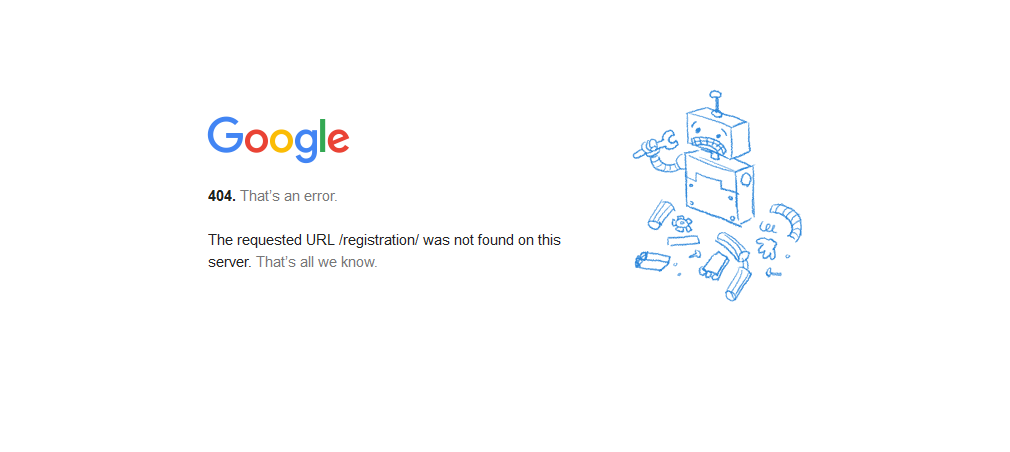 Google
404. That's an error.
The requested URL /registration/ was not found on this
server. That's all we know.